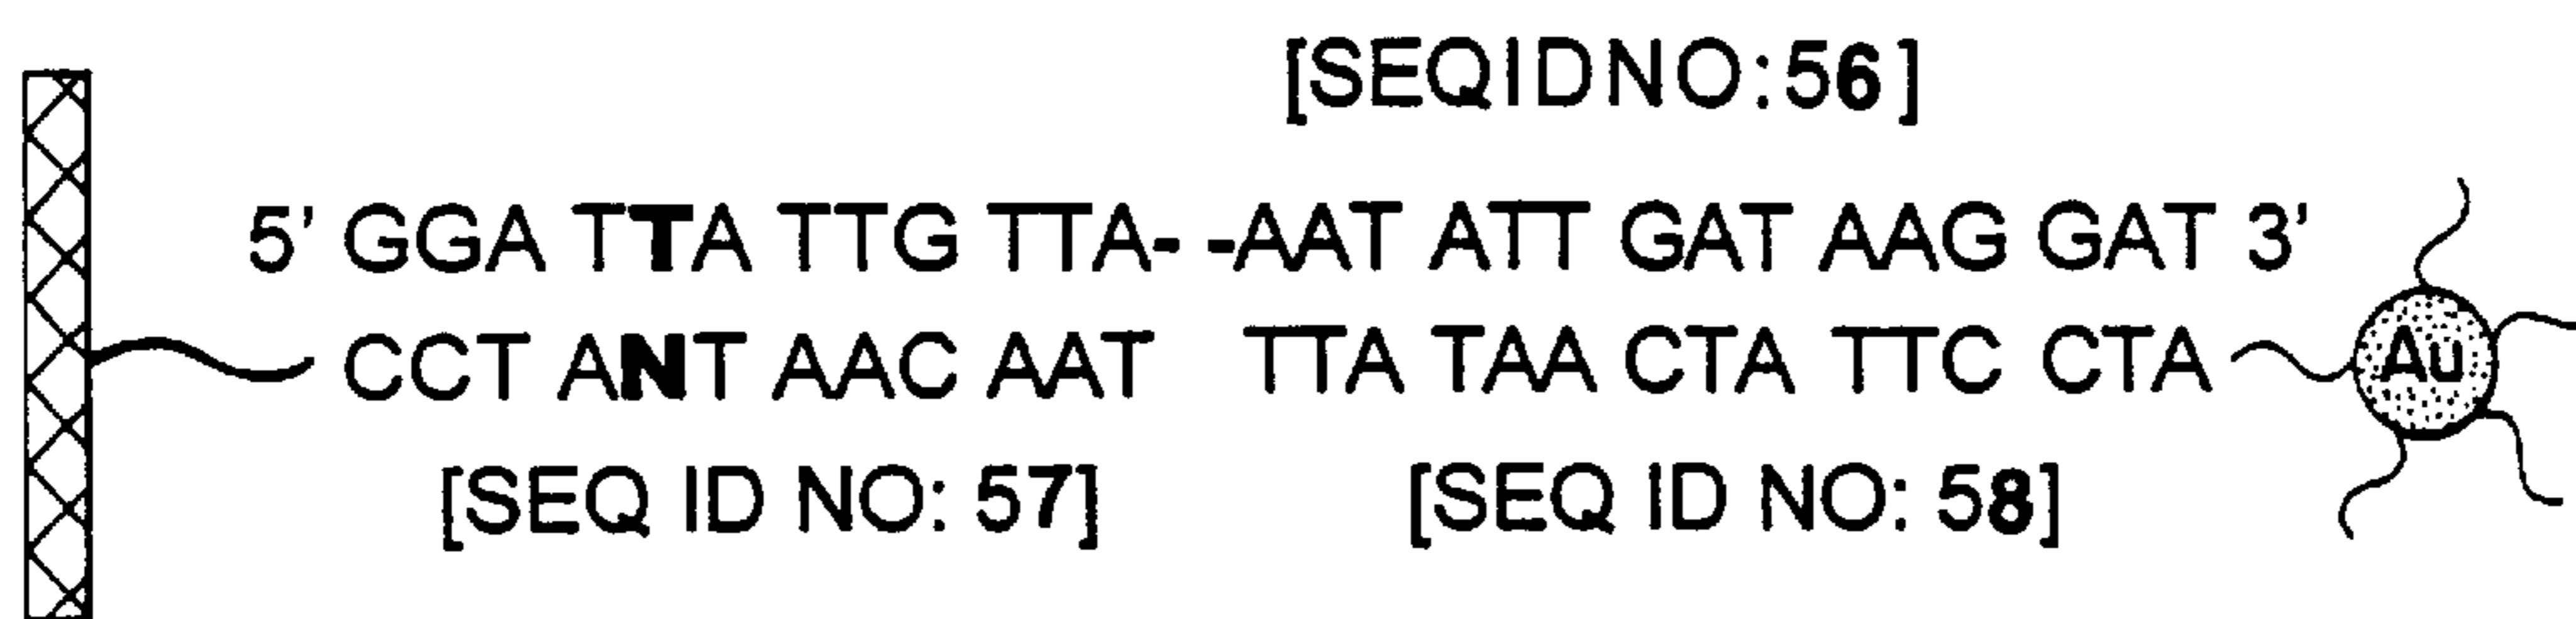 [SEQIDNO:56]
5' GGA TTA TTG TTA- -AAT ATT GAT AAG GAT 3'
CCT ANT AAC AAT TTA TAA CTA TTC CTA Au
[SEQ ID NO: 57] [SEQ ID NO: 58]